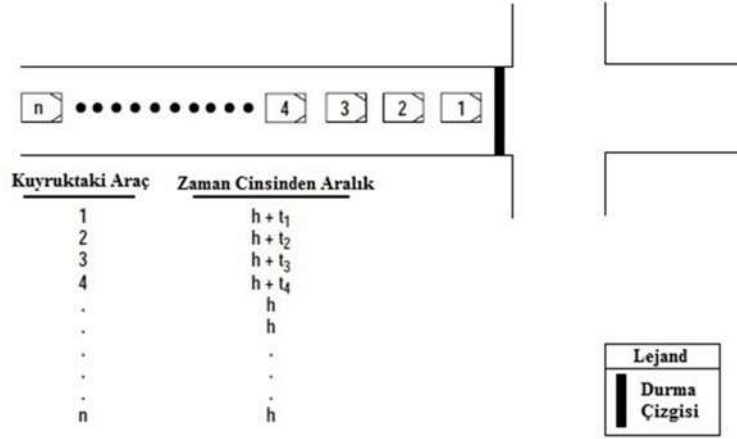 n 4 3 2 1
Kuyruktaki Araç Zaman Cinsinden Aralık
1 h + t₁
2 h + t₂
3 h + t₃
4 h + t₄
. h
. h
. .
. .
. .
n h
Lejand
Durma
Çizgisi